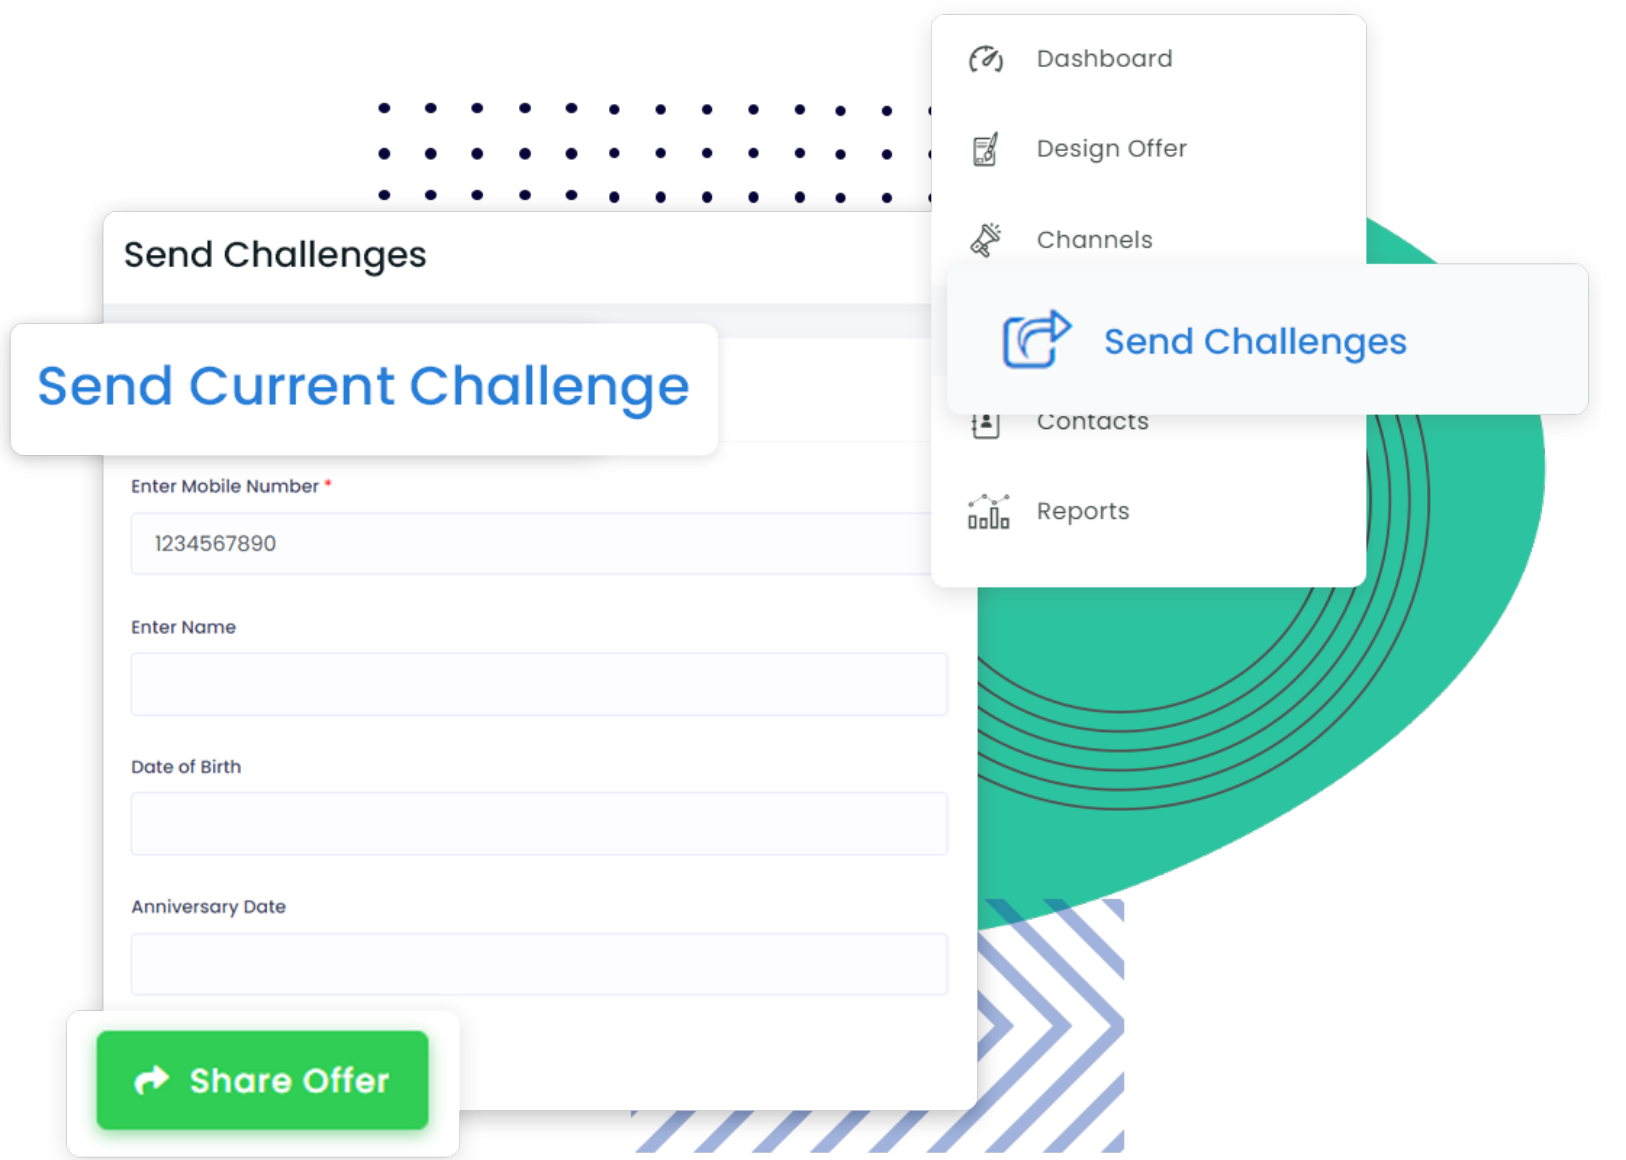 Dashboard
Design Offer
Channels
Send Challenges
Contacts
Reports
Send Challenges
Send Current Challenge
Enter Mobile Number *
1234567890
Enter Name
Date of Birth
Anniversary Date
Share Offer